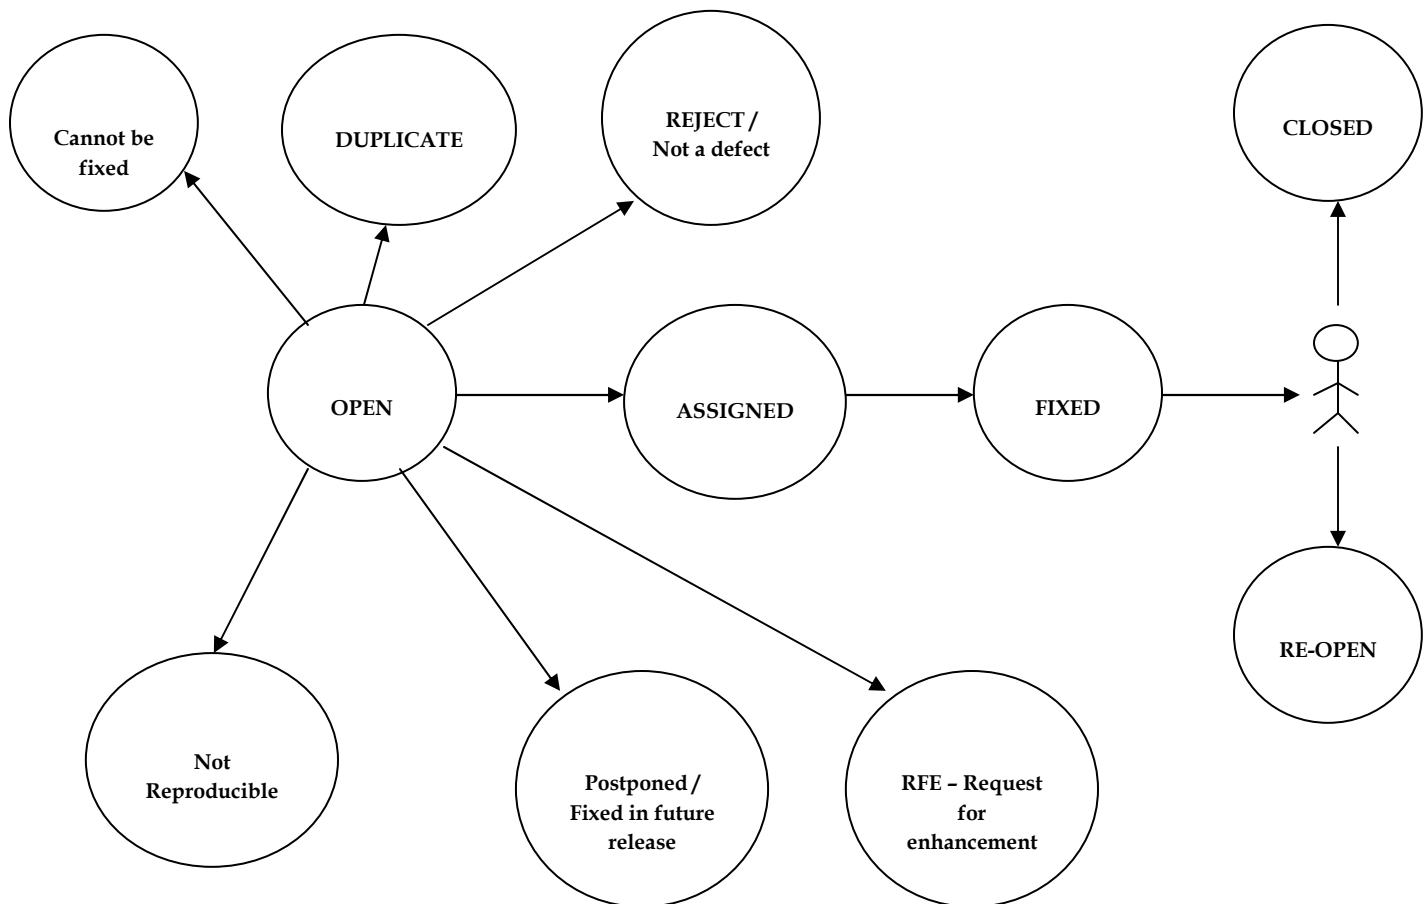 Cannot be
fixed
DUPLICATE
REJECT /
Not a defect
CLOSED
OPEN
ASSIGNED
FIXED
RE-OPEN
Not
Reproducible
Postponed /
Fixed in future
release
RFE – Request
for
enhancement